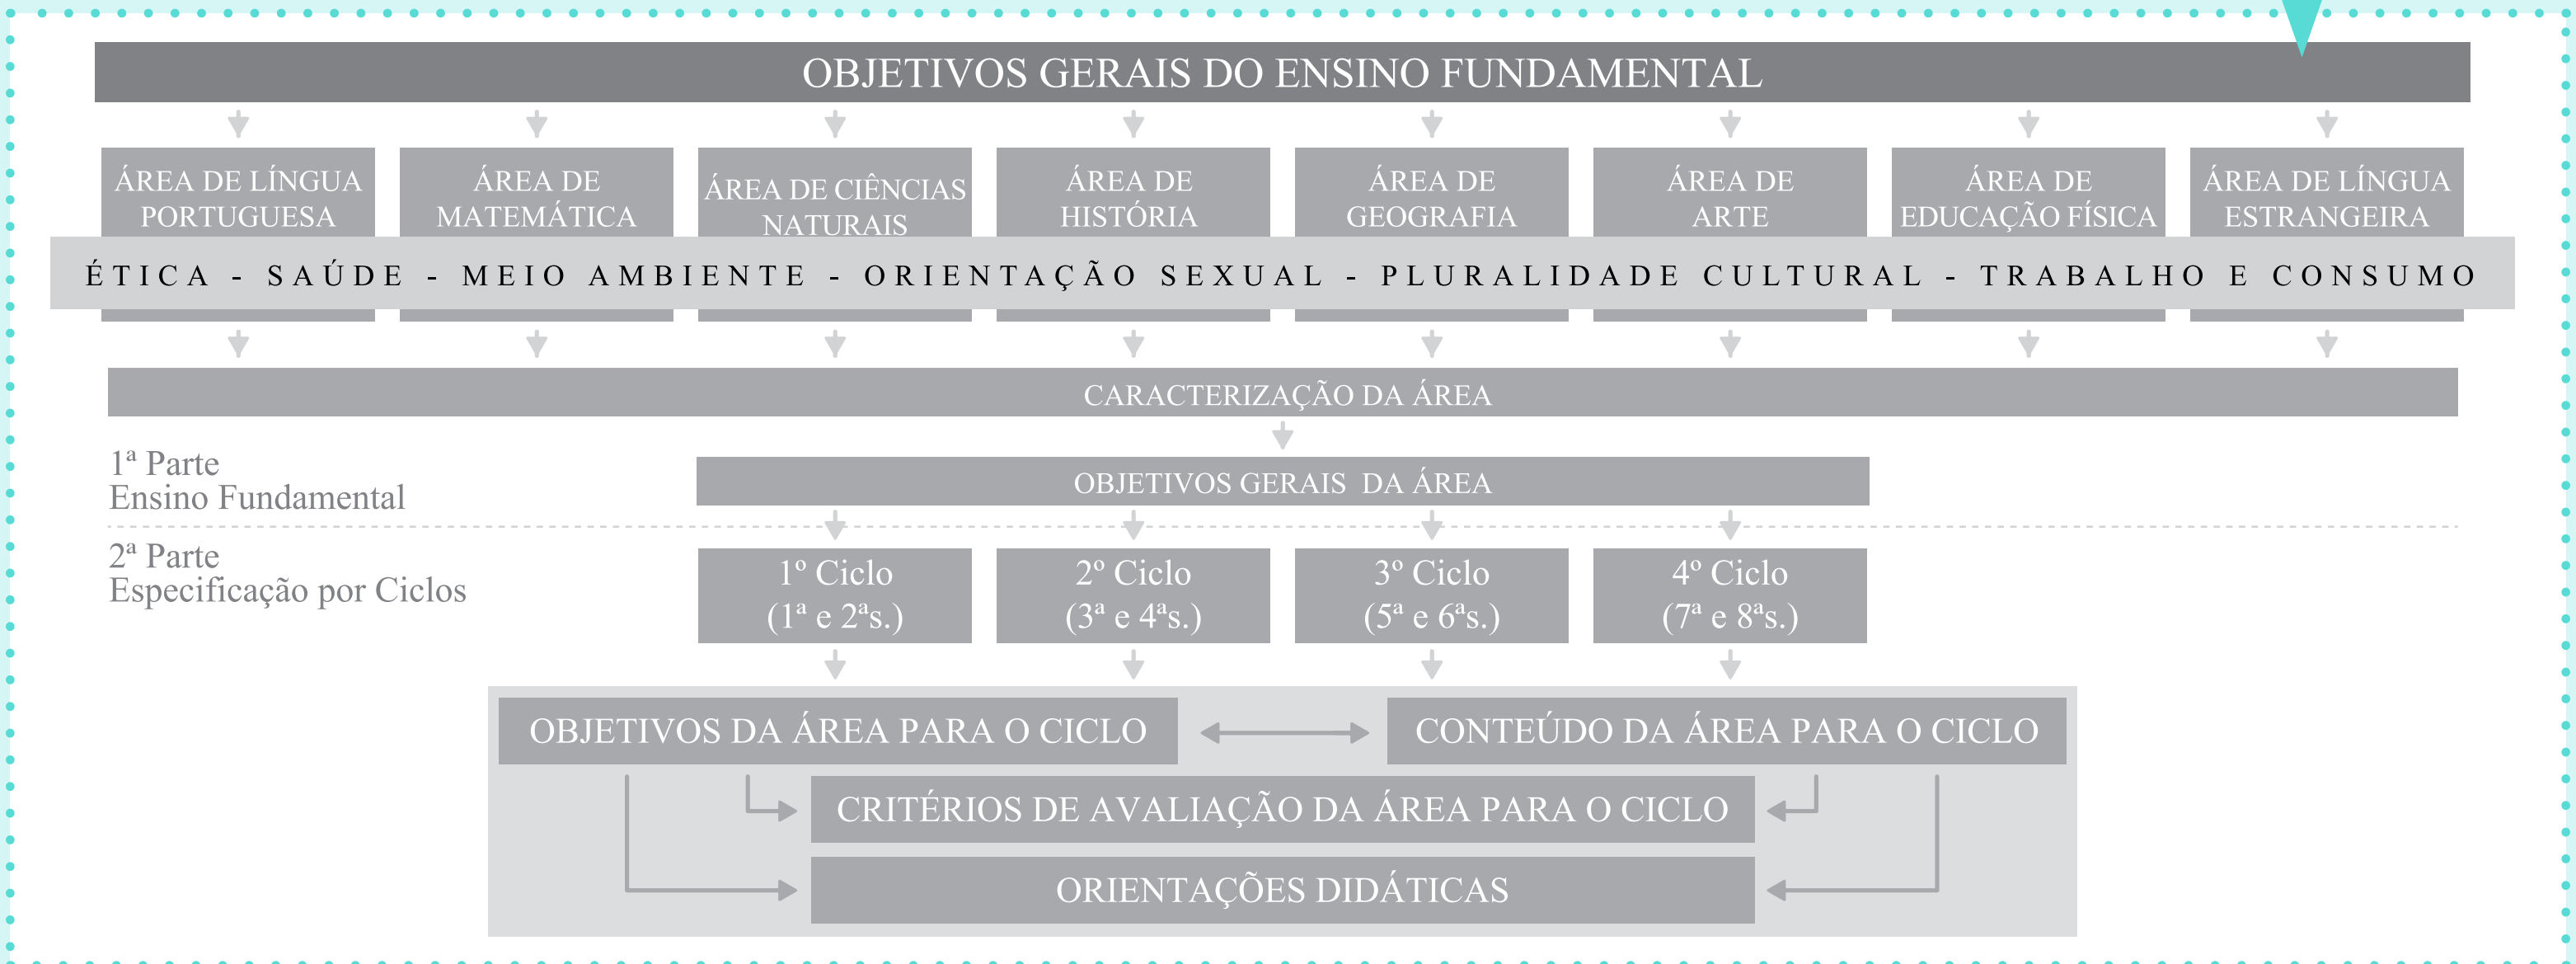 OBJETIVOS GERAIS DO ENSINO FUNDAMENTAL
ÁREA DE LÍNGUA
PORTUGUESA
ÁREA DE
MATEMÁTICA
ÁREA DE CIÊNCIAS
NATURAIS
ÁREA DE
HISTÓRIA
ÁREA DE
GEOGRAFIA
ÁREA DE
ARTE
ÁREA DE
EDUCAÇÃO FÍSICA
ÁREA DE LÍNGUA
ESTRANGEIRA
ÉTICA - SAÚDE - MEIO AMBIENTE - ORIENTAÇÃO SEXUAL - PLURALIDADE CULTURAL - TRABALHO E CONSUMO
CARACTERIZAÇÃO DA ÁREA
1ª Parte
Ensino Fundamental
OBJETIVOS GERAIS DA ÁREA
2ª Parte
Especificação por Ciclos
1º Ciclo
(1ª e 2ªs.)
2º Ciclo
(3ª e 4ªs.)
3º Ciclo
(5ª e 6ªs.)
4º Ciclo
(7ª e 8ªs.)
OBJETIVOS DA ÁREA PARA O CICLO
CONTEÚDO DA ÁREA PARA O CICLO
CRITÉRIOS DE AVALIAÇÃO DA ÁREA PARA O CICLO
ORIENTAÇÕES DIDÁTICAS